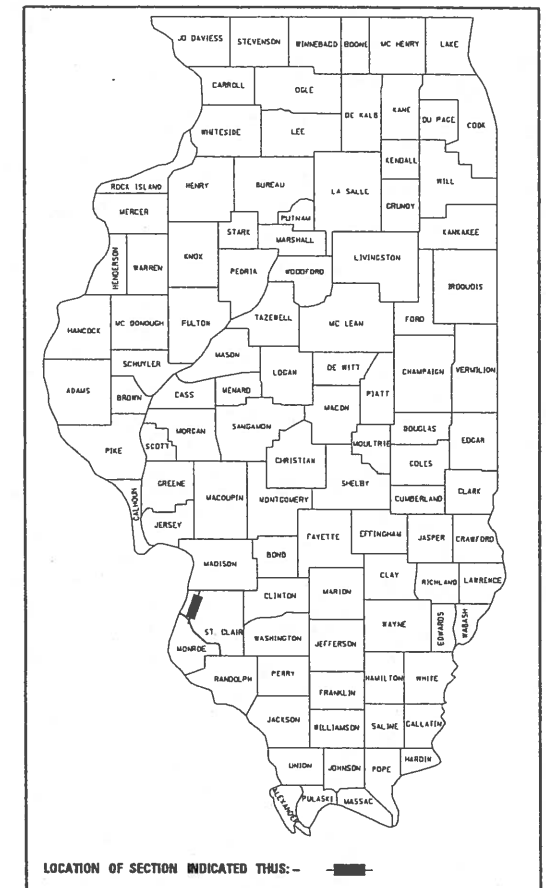 JO DAVIESS STEVENSON WINNEBAGO BOONE MC HENRY LAKE
CARROLL OGLE
DE KALB KANE DU PAGE COOK
WHITESIDE LEE
KENDALL WILL
ROCK ISLAND HENRY BUREAU LA SALLE
MERCER PUTNAM GRUNDY
STARK MARSHALL KANKAKEE
HENDERSON WARREN KNOX PEORIA WOODFORD LIVINGSTON
IROQUOIS
HANCOCK MC DONOUGH FULTON TAZEWELL MC LEAN FORD
MASON
SCHUYLER LOGAN DE WITT CHAMPAIGN VERMILION
ADAMS BROWN CASS MENARD PIATT
MACON
MORGAN SANGAMON DOUGLAS
PIKE SCOTT MOULTRIE COLES EDGAR
CHRISTIAN
GREENE SHELBY
CALHOUN MACOUPIN MONTGOMERY CUMBERLAND CLARK
JERSEY
FAYETTE EFFINGHAM JASPER CRAWFORD
MADISON BOND
CLAY RICHLAND LAWRENCE
CLINTON MARION
ST. CLAIR WAYNE EDWARDS WABASH
WASHINGTON JEFFERSON
MONROE
RANDOLPH PERRY HAMILTON WHITE
FRANKLIN
JACKSON WILLIAMSON SALINE GALLATIN
UNION JOHNSON POPE HARDIN
ALEXANDER PULASKI MASSAC
LOCATION OF SECTION INDICATED THUS: -